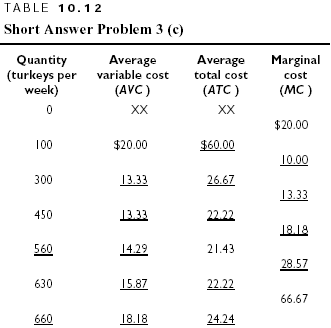 TABLE 10.12
Short Answer Problem 3 (c)
Quantity Average Average Marginal
(turkeys per variable cost total cost cost
week) (AVC ) (ATC ) (MC )
0 XX XX
$20.00
100 $20.00 $60.00
10.00
300 13.33 26.67
13.33
450 13.33 22.22
18.18
560 14.29 21.43
28.57
630 15.87 22.22
66.67
660 18.18 24.24